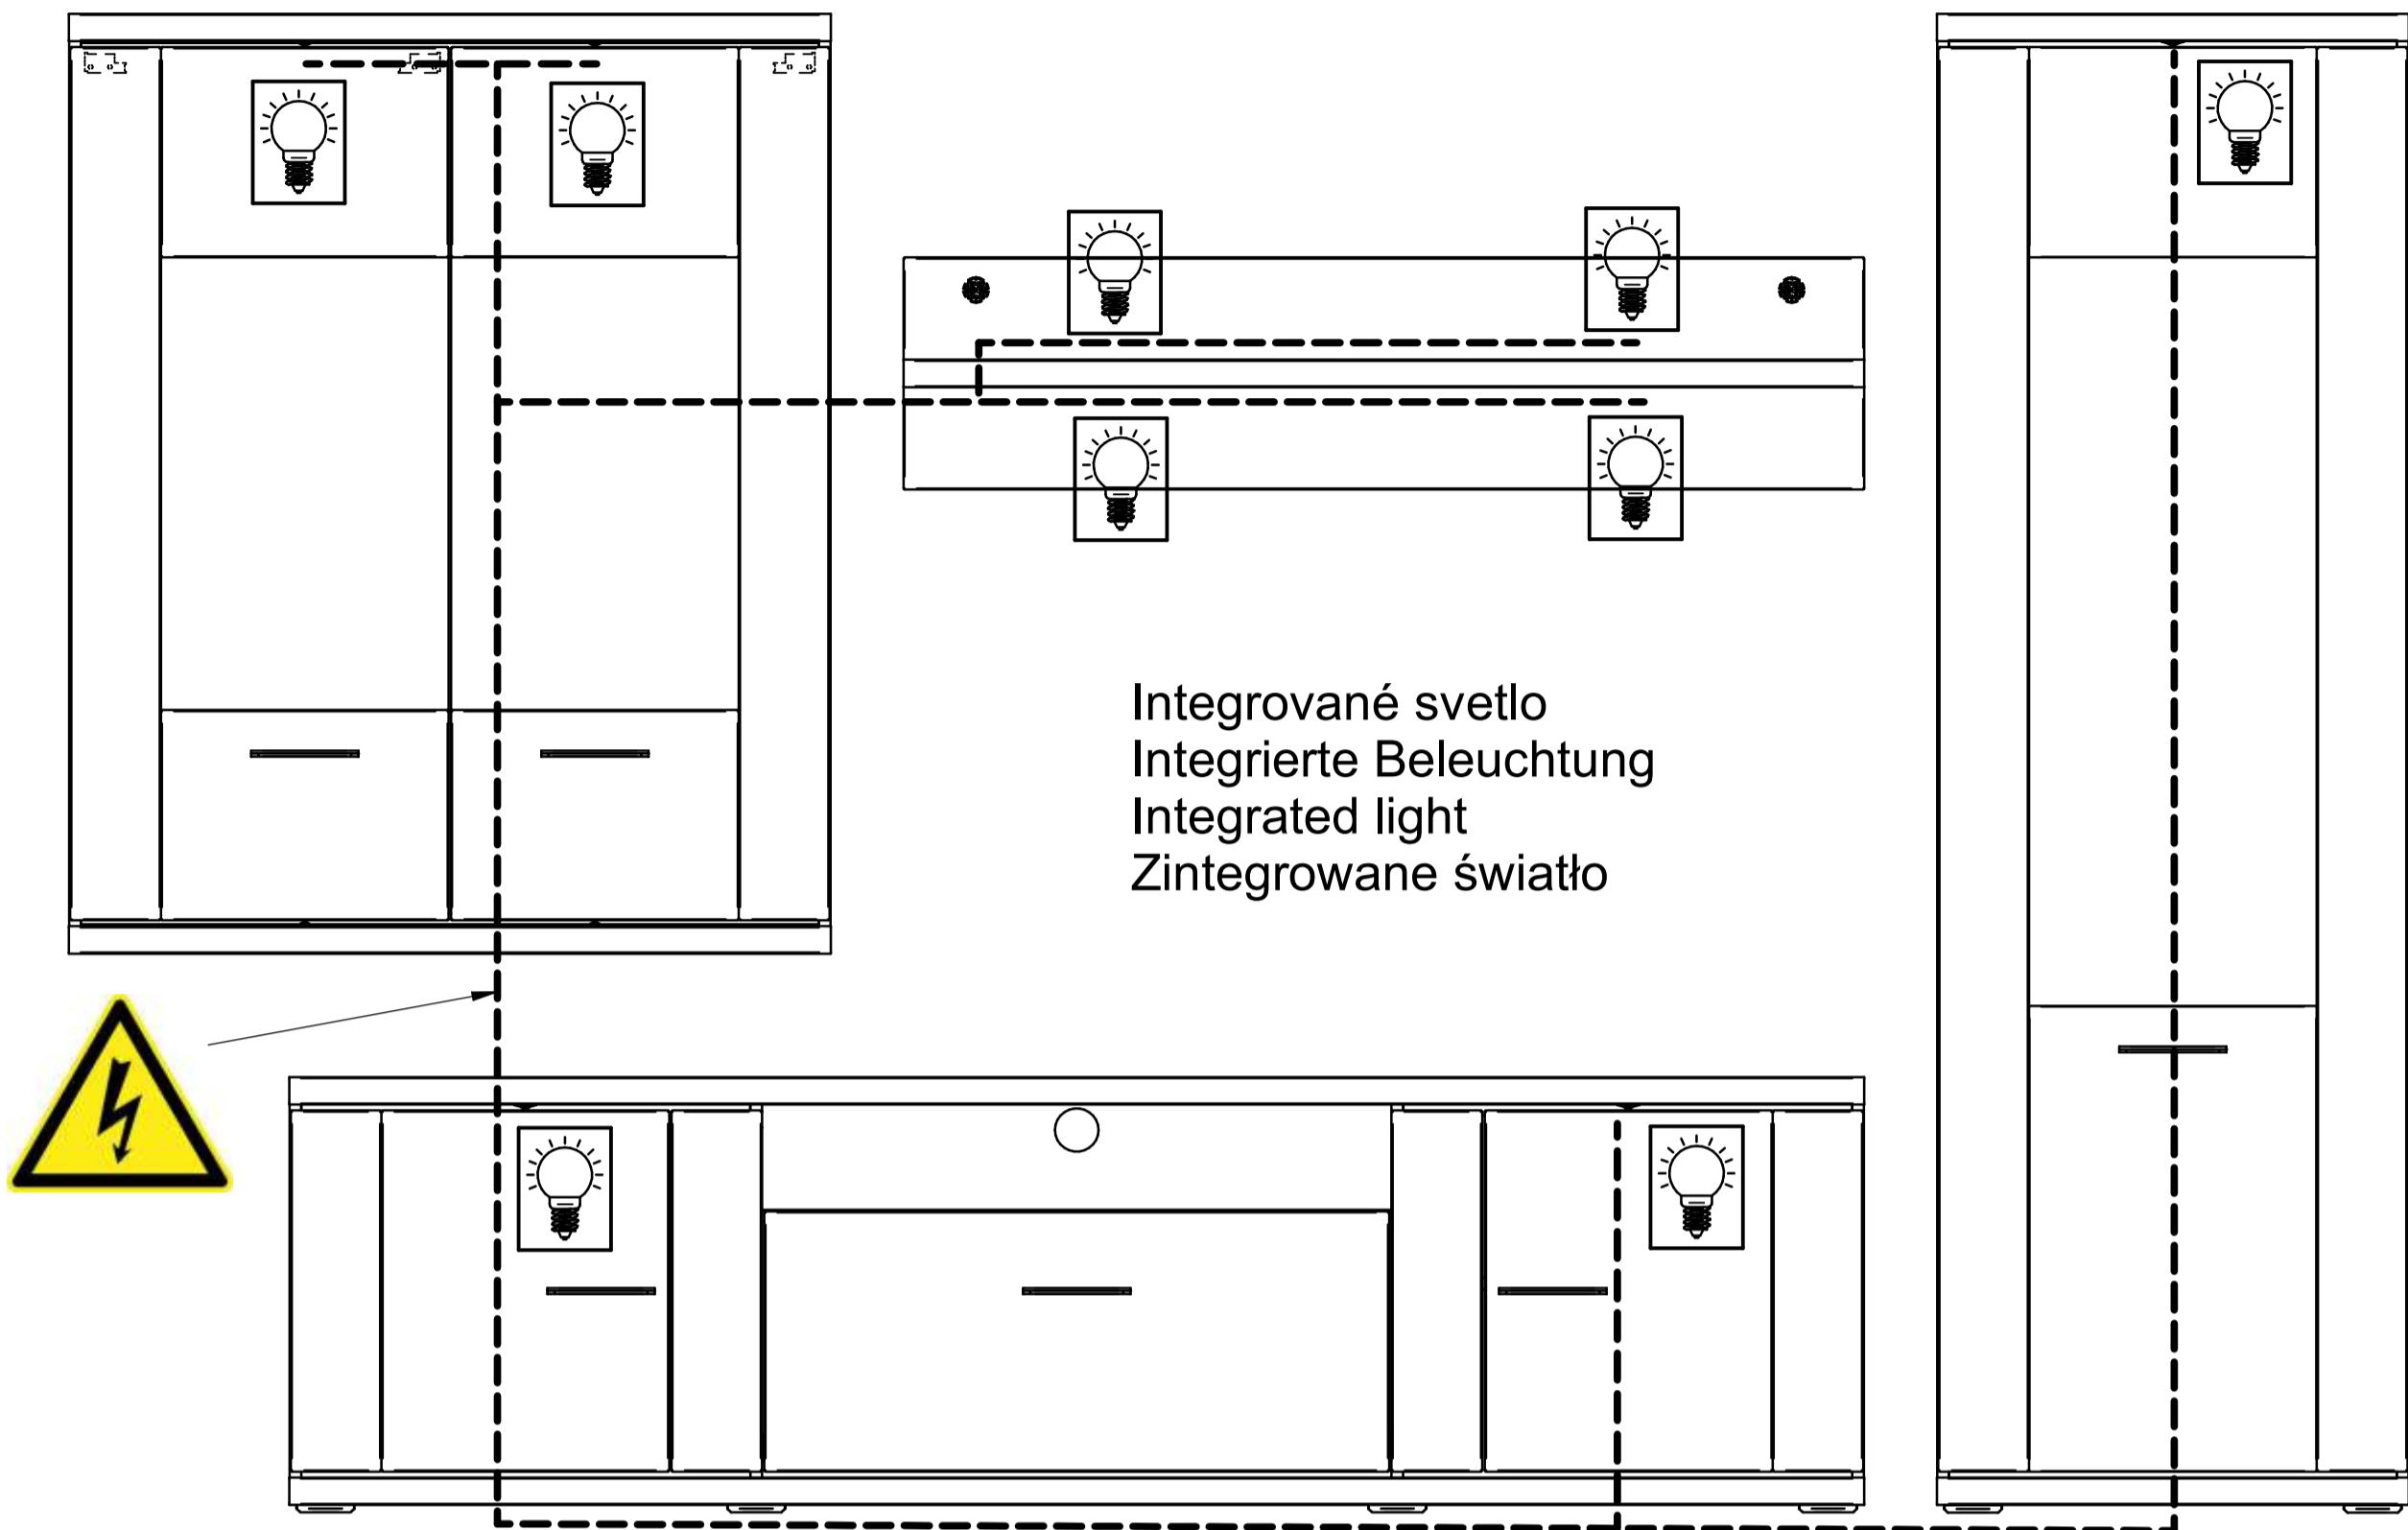 Integrované svetlo
Integrierte Beleuchtung
Integrated light
Zintegrowane światło